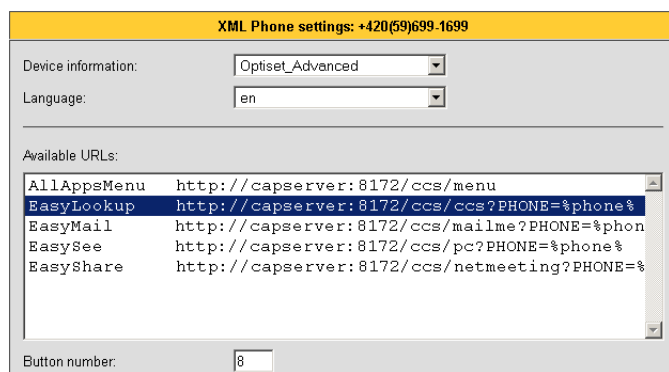 XML Phone settings: +420(59)699-1699
Device information: Optiset_Advanced
Language: en
Available URLs:
AllAppsMenu http://capserver:8172/ccs/menu
EasyLookup http://capserver:8172/ccs/ccs?PHONE=%phone%
EasyMail http://capserver:8172/ccs/mailme?PHONE=%phon
EasySee http://capserver:8172/ccs/pc?PHONE=%phone%
EasyShare http://capserver:8172/ccs/netmeeting?PHONE=%
Button number: 8